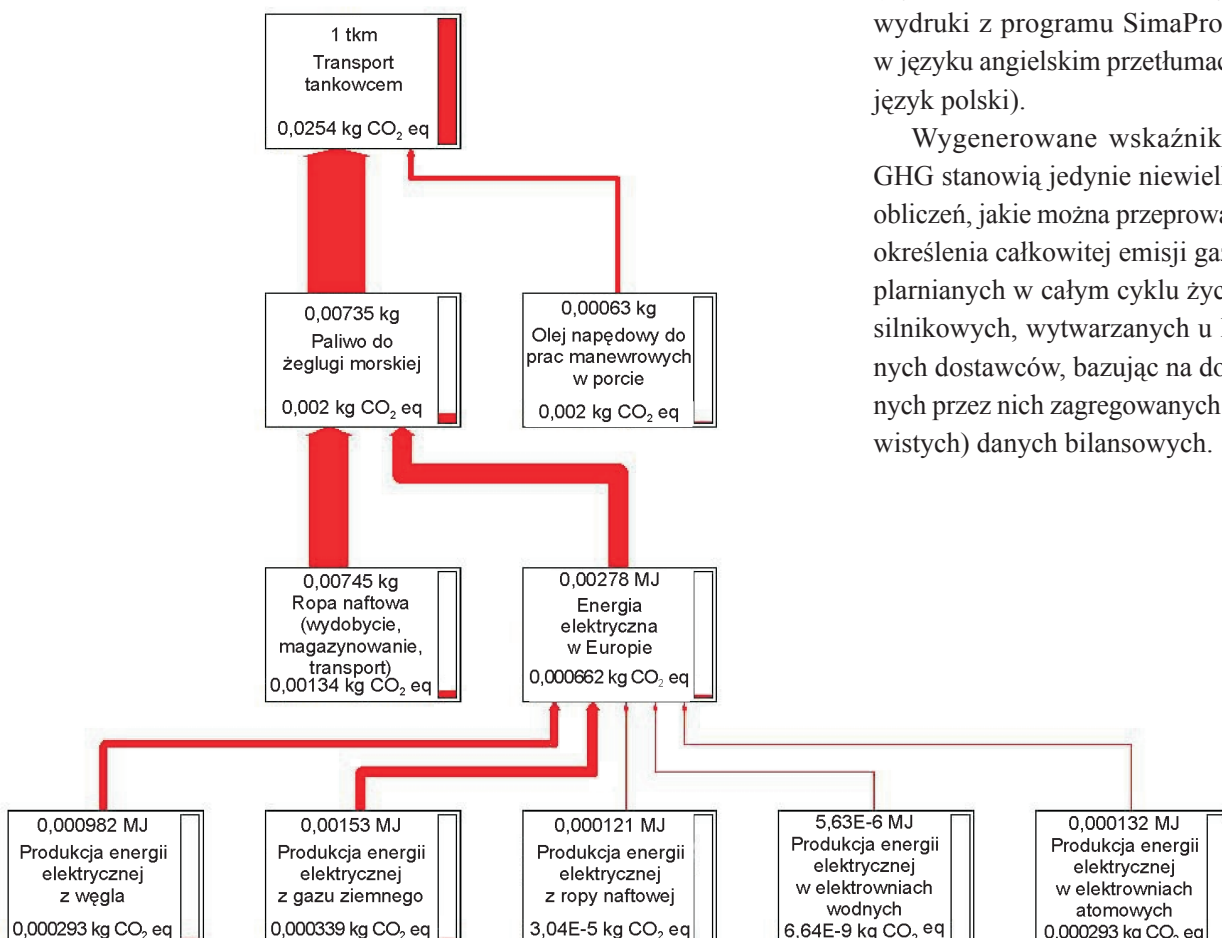 1 tkm
Transport
tankowcem
0,0254 kg CO₂ eq
0,00735 kg
Paliwo do
żeglugi morskiej
0,002 kg CO₂ eq
0,00063 kg
Olej napędowy do
prac manewrowych
w porcie
0,002 kg CO₂ eq
0,00745 kg
Ropa naftowa
(wydobycie,
magazynowanie,
transport)
0,00134 kg CO₂ eq
0,00278 MJ
Energia
elektryczna
w Europie
0,000662 kg CO₂ eq
0,000982 MJ
Produkcja energii
elektrycznej
z węgla
0,000293 kg CO₂ eq
0,00153 MJ
Produkcja energii
elektrycznej
z gazu ziemnego
0,000339 kg CO₂ eq
0,000121 MJ
Produkcja energii
elektrycznej
z ropy naftowej
3,04E-5 kg CO₂ eq
5,63E-6 MJ
Produkcja energii
elektrycznej
w elektrowniach
wodnych
6,64E-9 kg CO₂ eq
0,000132 MJ
Produkcja energii
elektrycznej
w elektrowniach
atomowych
0,000293 kg CO₂ eq
wydruki z programu SimaPro
w języku angielskim przetłumac
język polski).
Wygenerowane wskaźnik
GHG stanowią jedynie niewiel
obliczeń, jakie można przeprowa
określenia całkowitej emisji ga
plarnianych w całym cyklu życ
silnikowych, wytwarzanych u
nych dostawców, bazując na do
nych przez nich zagregowanych
wistych) danych bilansowych.